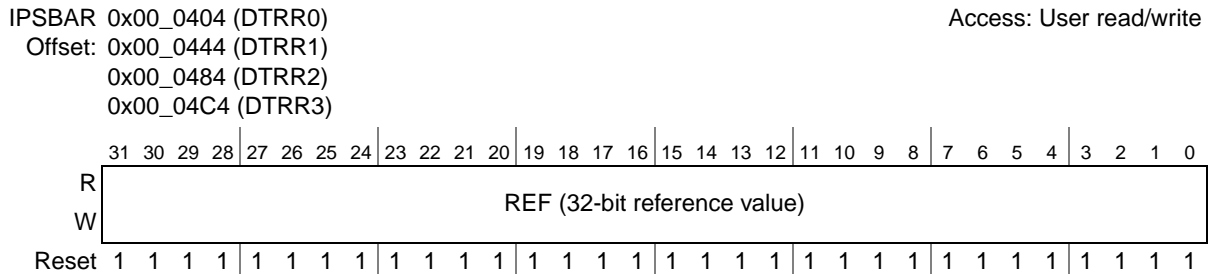 IPSBAR 0x00_0404 (DTRR0) Access: User read/write
Offset: 0x00_0444 (DTRR1)
0x00_0484 (DTRR2)
0x00_04C4 (DTRR3)
31 30 29 28 27 26 25 24 23 22 21 20 19 18 17 16 15 14 13 12 11 10 9 8 7 6 5 4 3 2 1 0
R
REF (32-bit reference value)
W
Reset 1 1 1 1 1 1 1 1 1 1 1 1 1 1 1 1 1 1 1 1 1 1 1 1 1 1 1 1 1 1 1 1